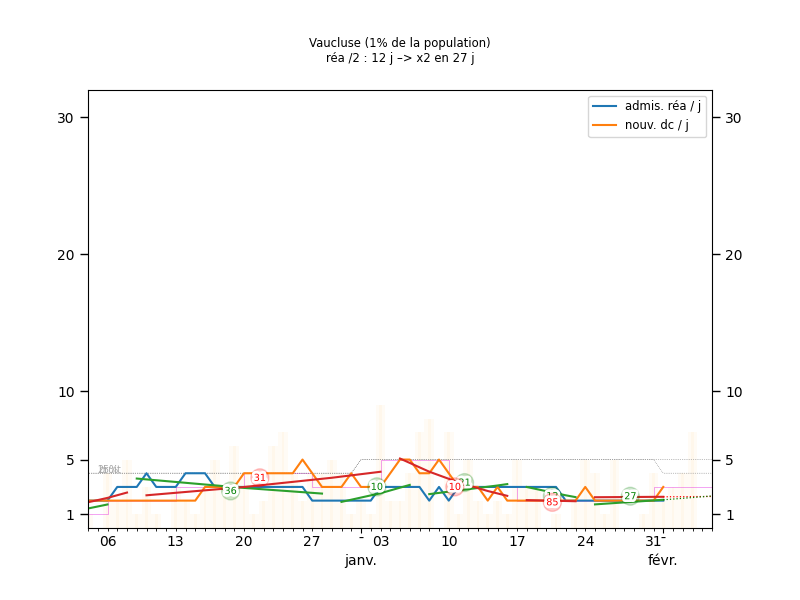 Vaucluse (1% de la population)
réa /2 : 12 j –> x2 en 27 j
admis. réa / j
nouv. dc / j
30 30
20 20
10 10
5 5
1 1
36
31
10
10
85
27
06 13 20 27 - 03 10 17 24 31 -
janv. févr.